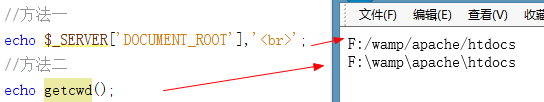 //方法一
echo $_SERVER['DOCUMENT_ROOT'],'<br>';
//方法二
echo getcwd();
文件(F) 编辑(E) 查看(V) 收藏
F:/wamp/apache/htdocs
F:\wamp\apache\htdocs